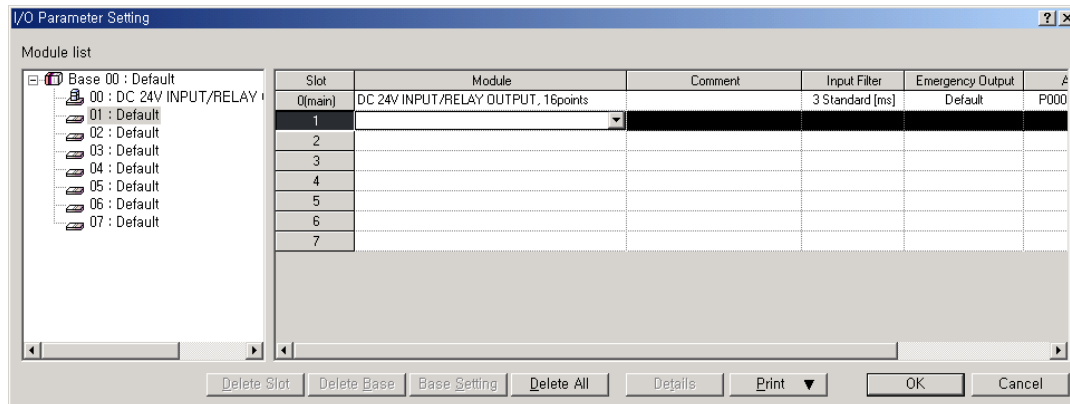 I/O Parameter Setting
Module list
Base 00 : Default
00 : DC 24V INPUT/RELAY
01 : Default
02 : Default
03 : Default
04 : Default
05 : Default
06 : Default
07 : Default
Slot Module Comment Input Filter Emergency Output
0(main) DC 24V INPUT/RELAY OUTPUT, 16points 3 Standard [ms] Default P000
1
2
3
4
5
6
7
Delete Slot Delete Base Base Setting Delete All Details Print OK Cancel